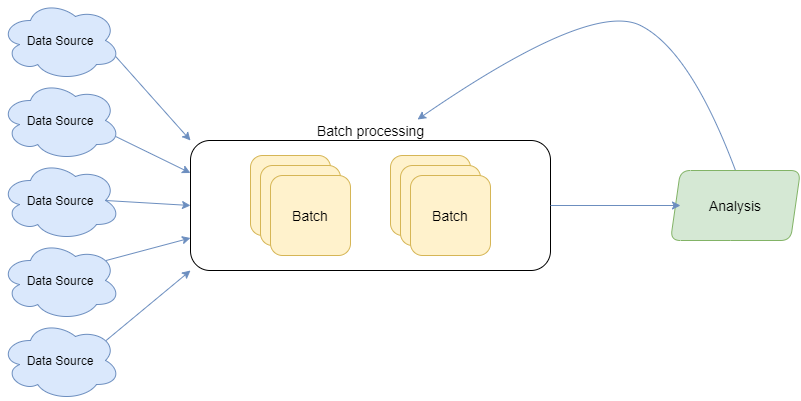 Data Source
Data Source
Batch processing
Data Source
Batch
Batch
Analysis
Data Source
Data Source